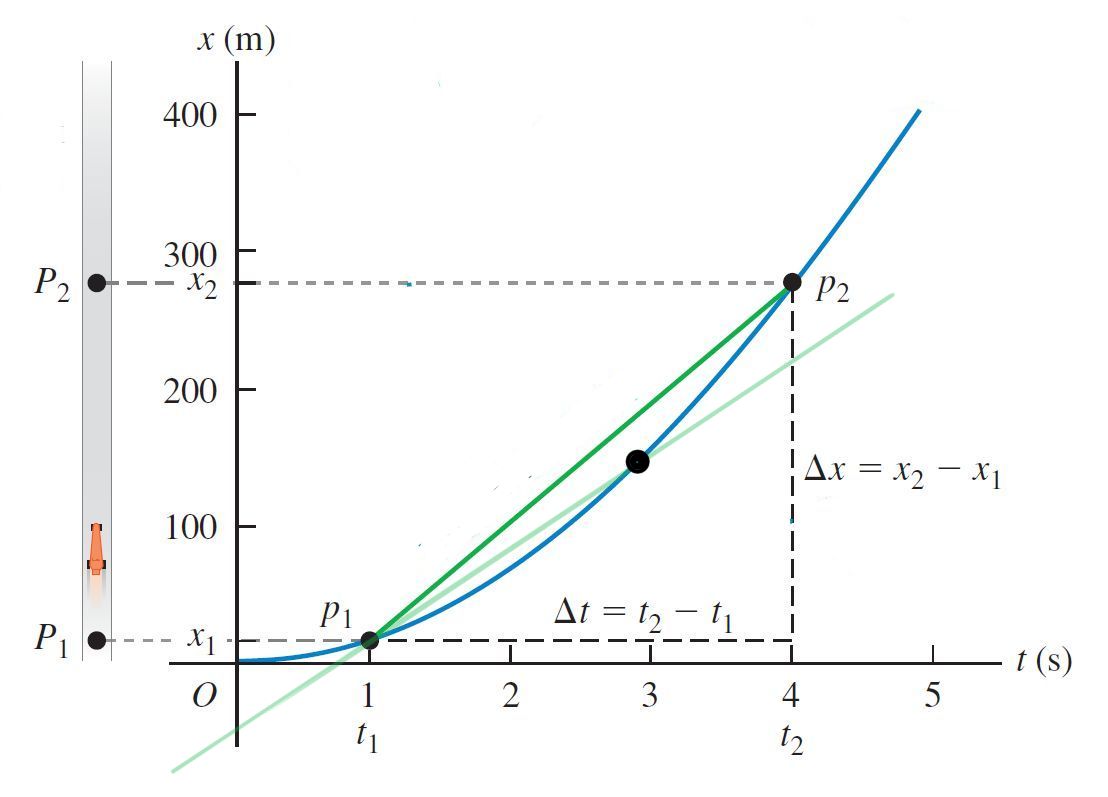 x (m)
400
300
P₂
x₂
p₂
200
Δx = x₂ − x₁
100
p₁
Δt = t₂ − t₁
P₁
x₁
t (s)
O
1
2
3
4
5
t₁
t₂